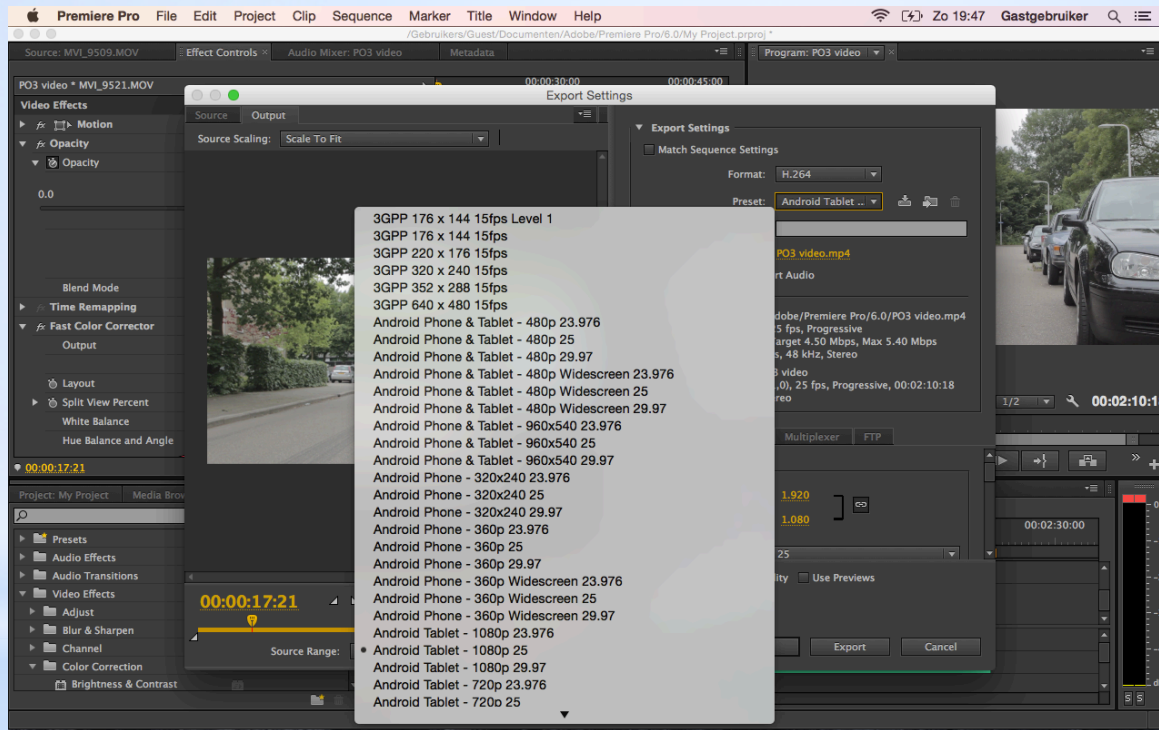 Premiere Pro File Edit Project Clip Sequence Marker Title Window Help Zo 19:47 Gastgebruiker
/Gebruikers/Guest/Documenten/Adobe/Premiere Pro/6.0/My Project.prproj *
Source: MVI_9509.MOV Effect Controls × Audio Mixer: PO3 video Metadata Program: PO3 video ×
PO3 video * MVI_9521.MOV 00:00:30:00 00:00:45:00
Video Effects
fx Motion
fx Opacity
Opacity
0.0
Blend Mode
fx Time Remapping
fx Fast Color Corrector
Output
Layout
Split View Percent
White Balance
Hue Balance and Angle
00:00:17:21
Project: My Project Media Brow
Presets
Audio Effects
Audio Transitions
Video Effects
Adjust
Blur & Sharpen
Channel
Color Correction
Brightness & Contrast
Export Settings
Source Output
Source Scaling: Scale To Fit
00:00:17:21
Source Range:
3GPP 176 x 144 15fps Level 1
3GPP 176 x 144 15fps
3GPP 220 x 176 15fps
3GPP 320 x 240 15fps
3GPP 352 x 288 15fps
3GPP 640 x 480 15fps
Android Phone & Tablet - 480p 23.976
Android Phone & Tablet - 480p 25
Android Phone & Tablet - 480p 29.97
Android Phone & Tablet - 480p Widescreen 23.976
Android Phone & Tablet - 480p Widescreen 25
Android Phone & Tablet - 480p Widescreen 29.97
Android Phone & Tablet - 960x540 23.976
Android Phone & Tablet - 960x540 25
Android Phone & Tablet - 960x540 29.97
Android Phone - 320x240 23.976
Android Phone - 320x240 25
Android Phone - 320x240 29.97
Android Phone - 360p 23.976
Android Phone - 360p 25
Android Phone - 360p 29.97
Android Phone - 360p Widescreen 23.976
Android Phone - 360p Widescreen 25
Android Phone - 360p Widescreen 29.97
Android Tablet - 1080p 23.976
Android Tablet - 1080p 25
Android Tablet - 1080p 29.97
Android Tablet - 720p 23.976
Android Tablet - 720p 25
Export Settings
Match Sequence Settings
Format: H.264
Preset: Android Tablet ..
PO3 video.mp4
rt Audio
dobe/Premiere Pro/6.0/PO3 video.mp4
5 fps, Progressive
arget 4.50 Mbps, Max 5.40 Mbps
s, 48 kHz, Stereo
3 video
,0), 25 fps, Progressive, 00:02:10:18
reo
Multiplexer FTP
1.920
1.080
25
ity Use Previews
Export Cancel
1/2 00:02:10:1
00:02:30:00
0
d
S S